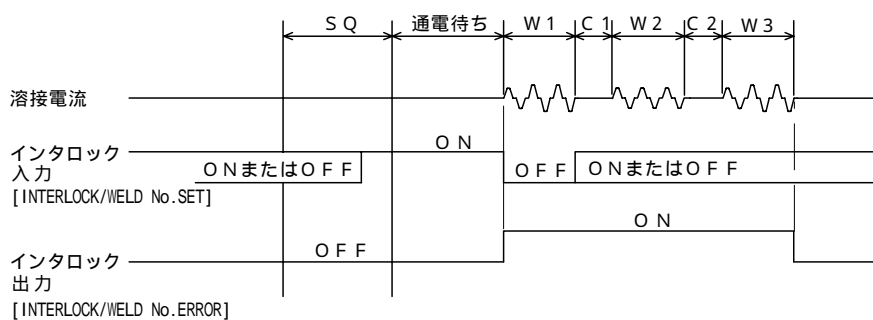 SQ 通電待ち W1 C1 W2 C2 W3
溶接電流
ON
インタロック
入力
ONまたはOFF OFF ONまたはOFF
[INTERLOCK/WELD No.SET]
ON
OFF
インタロック
出力
[INTERLOCK/WELD No.ERROR]